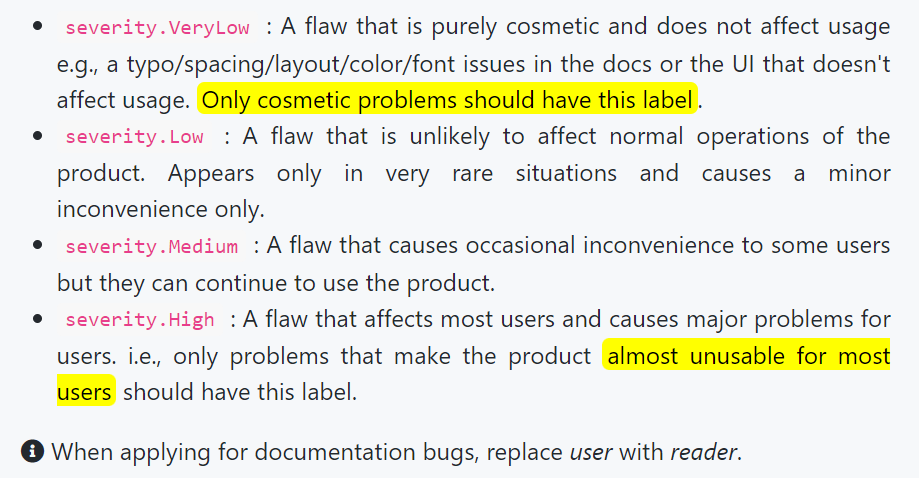 severity.VeryLow : A flaw that is purely cosmetic and does not affect usage
e.g., a typo/spacing/layout/color/font issues in the docs or the UI that doesn't
affect usage. Only cosmetic problems should have this label.
severity.Low : A flaw that is unlikely to affect normal operations of the
product. Appears only in very rare situations and causes a minor
inconvenience only.
severity.Medium : A flaw that causes occasional inconvenience to some users
but they can continue to use the product.
severity.High : A flaw that affects most users and causes major problems for
users. i.e., only problems that make the product almost unusable for most
users should have this label.
When applying for documentation bugs, replace user with reader.